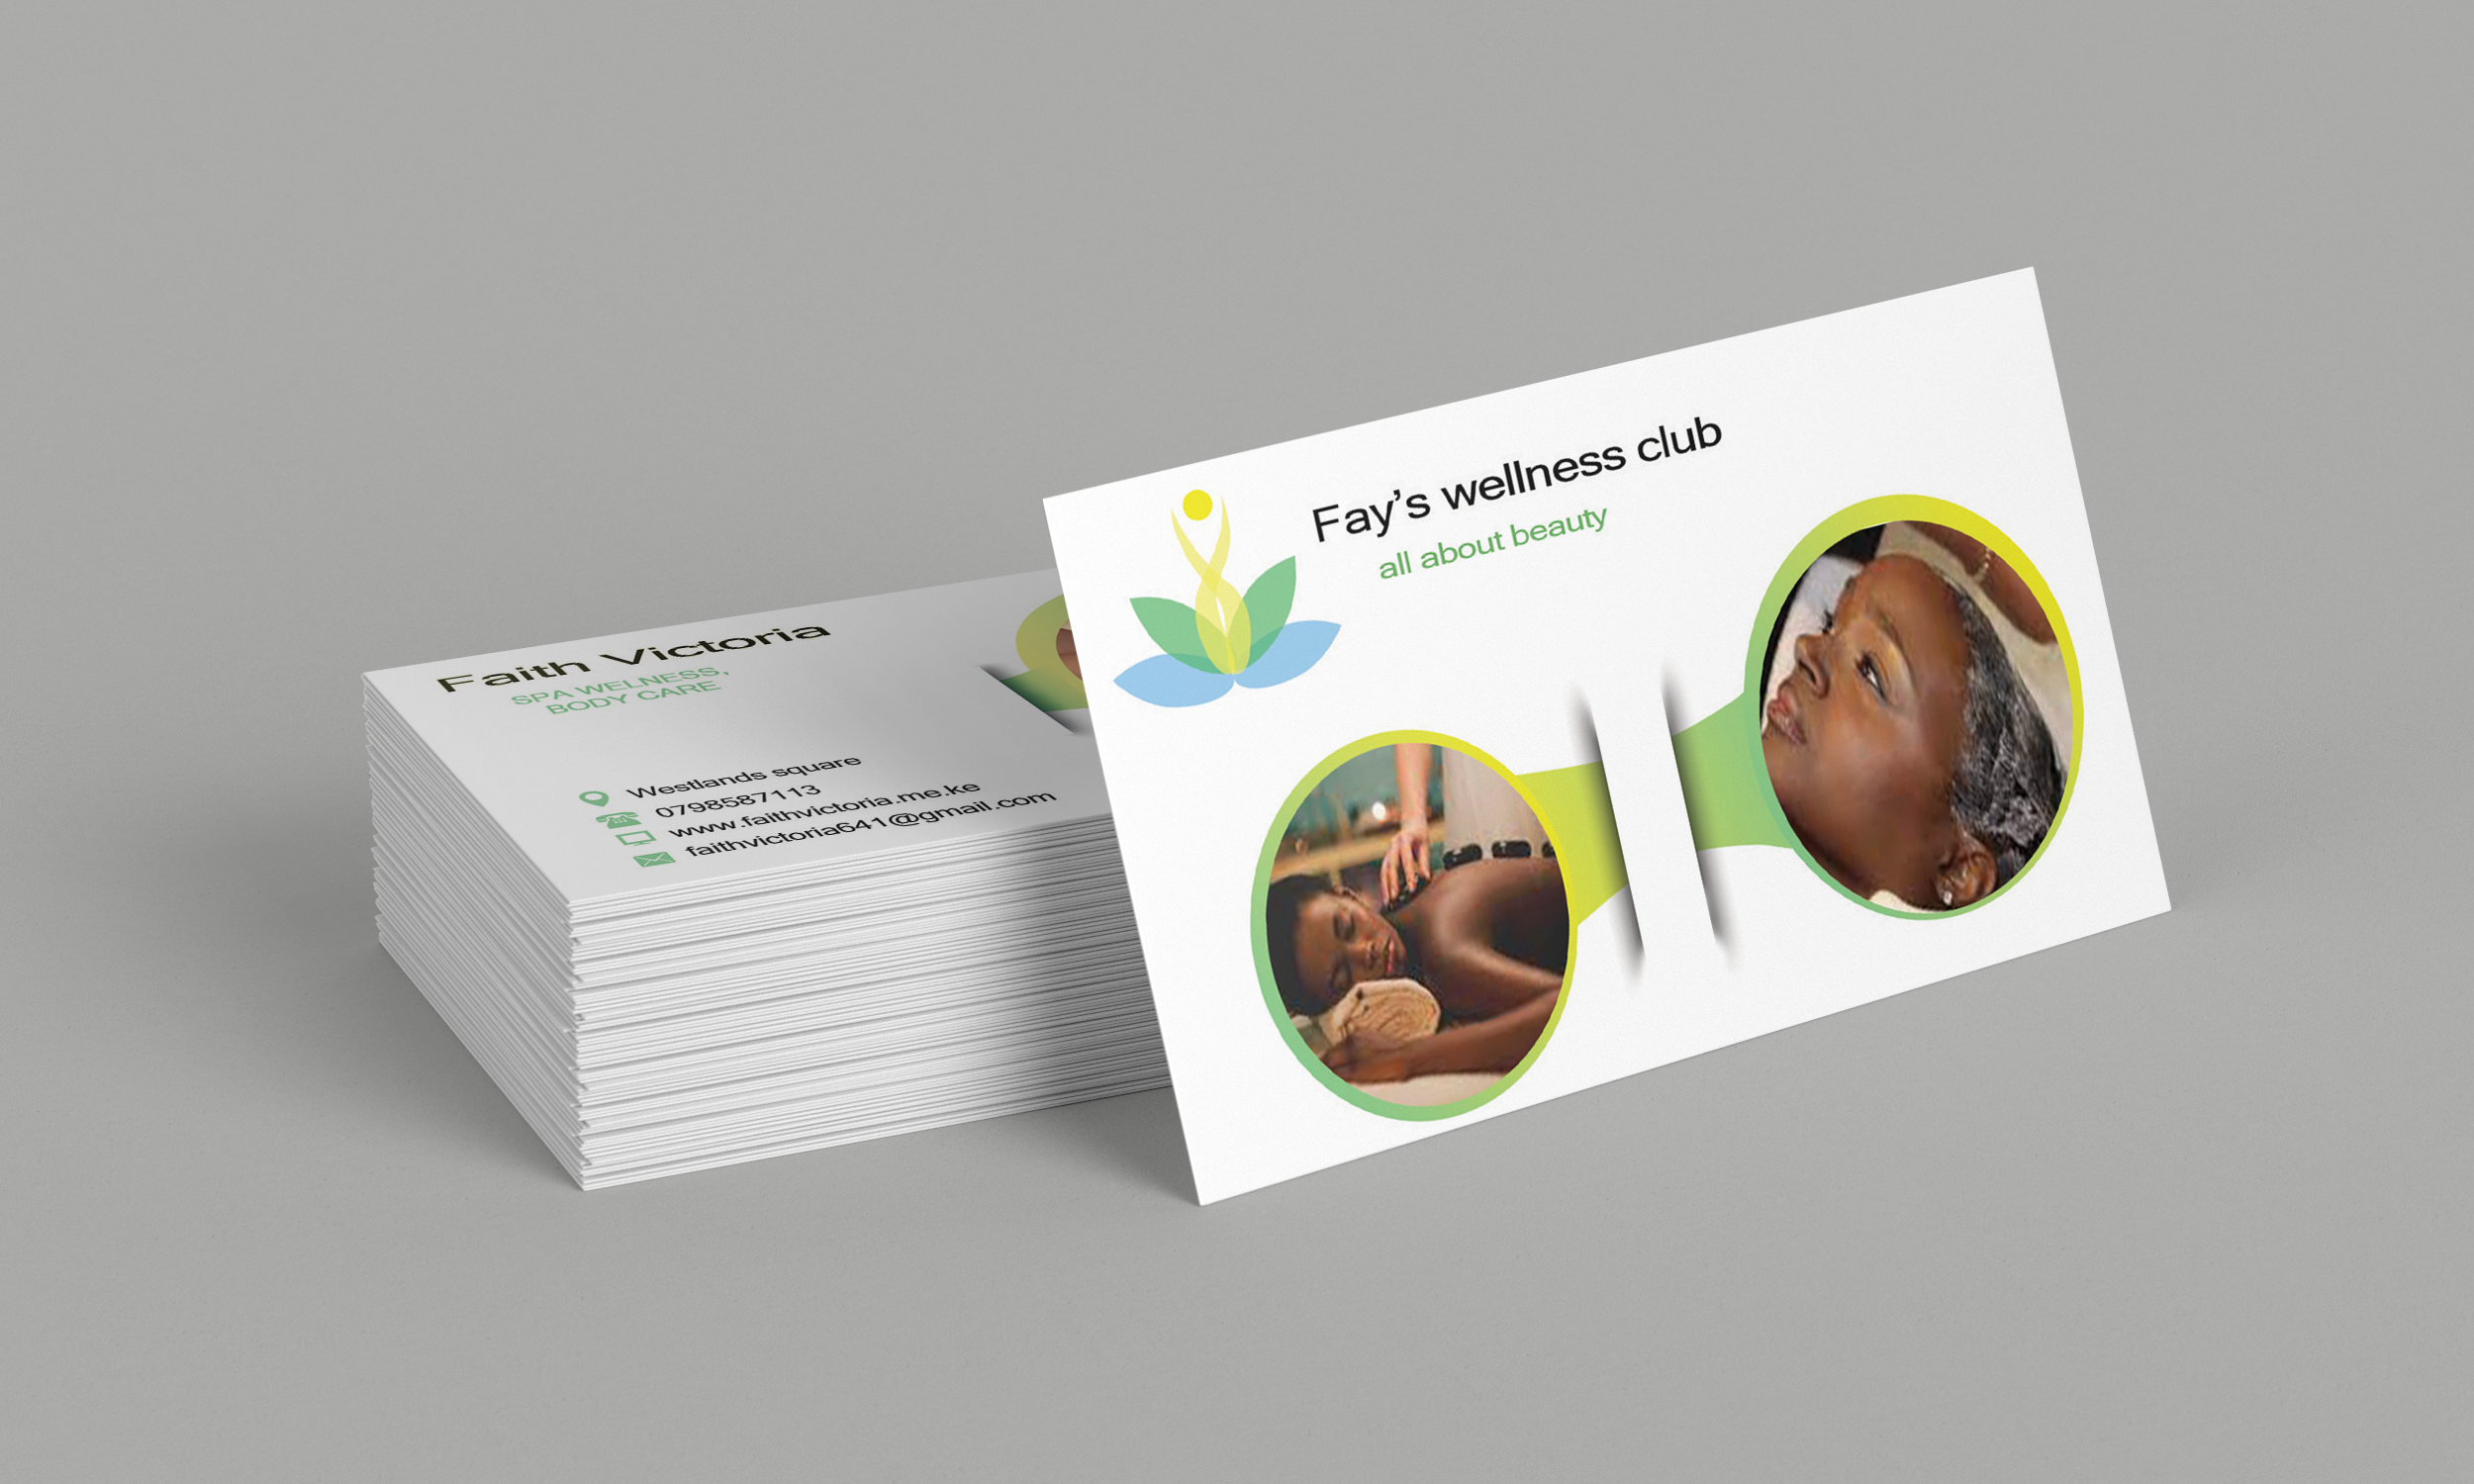 Faith Victoria
SPA WELNESS,
BODY CARE
Westlands square
0798587113
www.faithvictoria.me.ke
faithvictoria641@gmail.com
Fay's wellness club
all about beauty